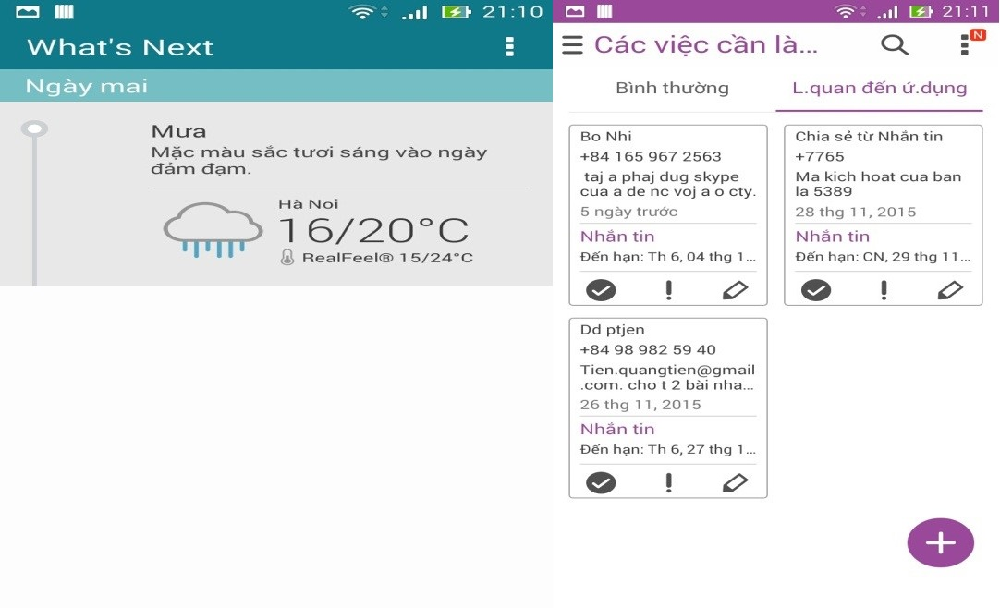 21:10
What's Next
Ngày mai
Mưa
Mặc màu sắc tươi sáng vào ngày
đảm đạm.
Hà Noi
16/20°C
RealFeel® 15/24°C
21:11
Các việc cần là...
N
Bình thường
L.quan đến ứ.dụng
Bo Nhi
+84 165 967 2563
taj a phaj dug skype
cua a de nc voj a o cty.
5 ngày trước
Nhắn tin
Đến hạn: Th 6, 04 thg 1...
Chia sẻ từ Nhắn tin
+7765
Ma kich hoat cua ban
la 5389
28 thg 11, 2015
Nhắn tin
Đến hạn: CN, 29 thg 11...
Dd ptjen
+84 98 982 59 40
Tien.quangtien@gmail
.com. cho t 2 bài nha...
26 thg 11, 2015
Nhắn tin
Đến hạn: Th 6, 27 thg 1...